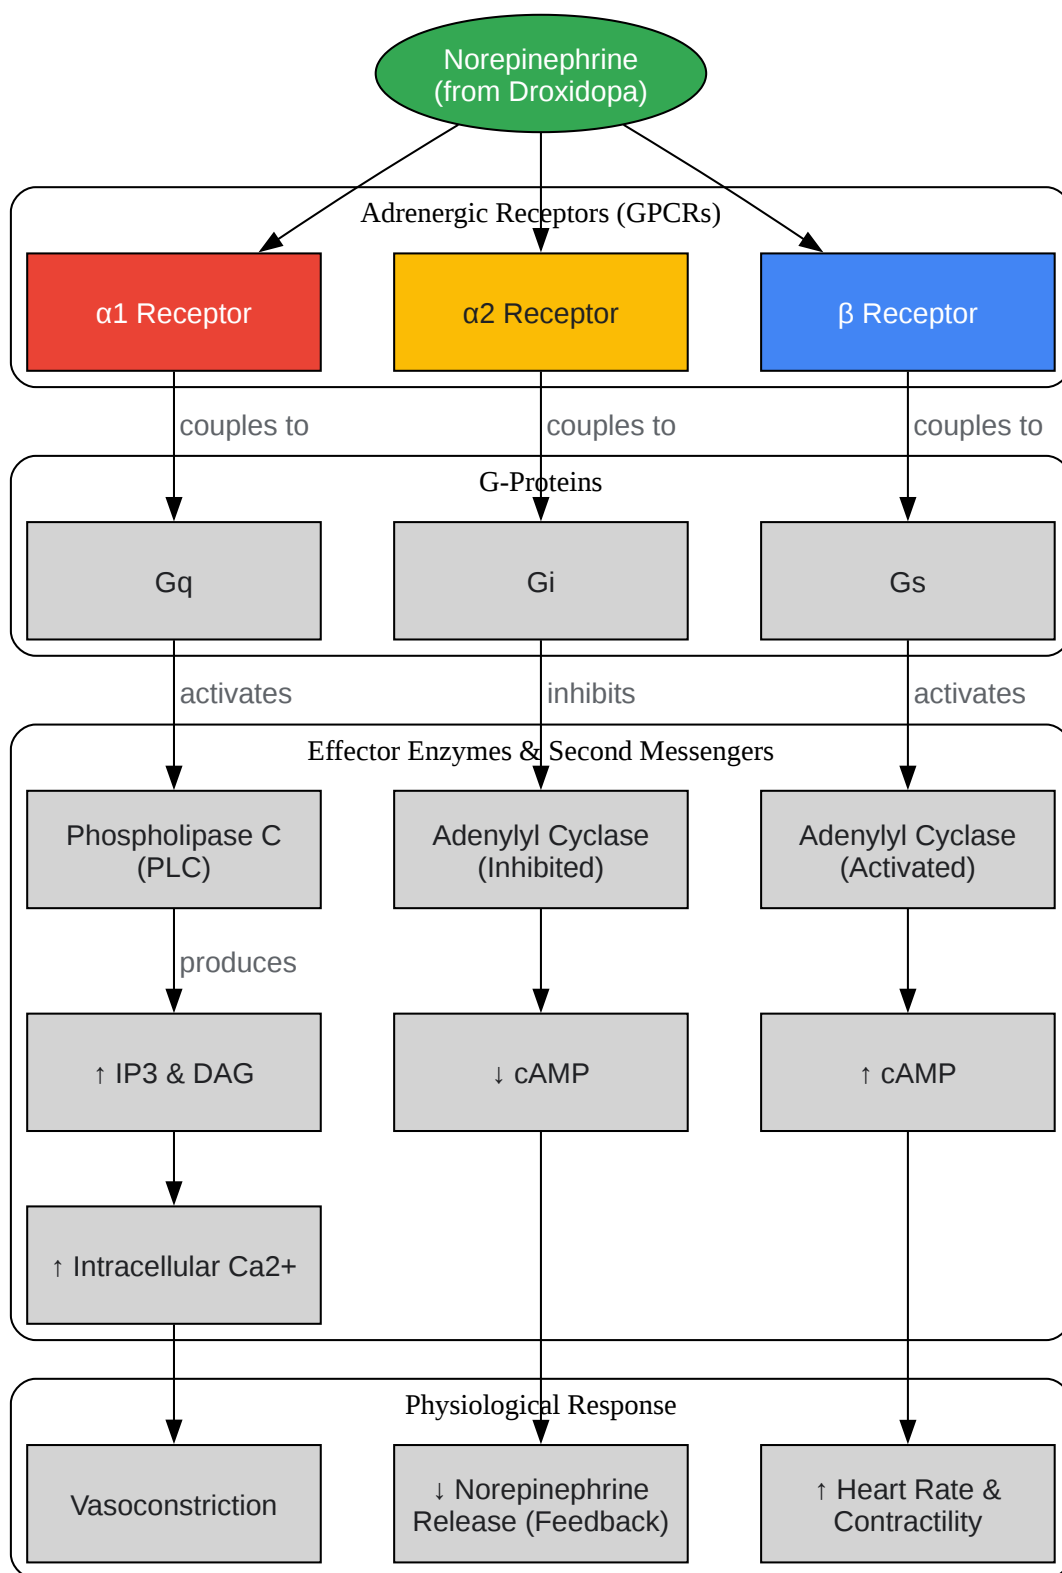 Norepinephrine
(from Droxidopa)
Adrenergic Receptors (GPCRs)
α1 Receptor
α2 Receptor
β Receptor
couples to
couples to
couples to
G-Proteins
Gq
Gi
Gs
activates
inhibits
activates
Effector Enzymes & Second Messengers
Phospholipase C
(PLC)
Adenylyl Cyclase
(Inhibited)
Adenylyl Cyclase
(Activated)
produces
↑ IP3 & DAG
↓ cAMP
↑ cAMP
↑ Intracellular Ca2+
Physiological Response
Vasoconstriction
↓ Norepinephrine
Release (Feedback)
↑ Heart Rate &
Contractility